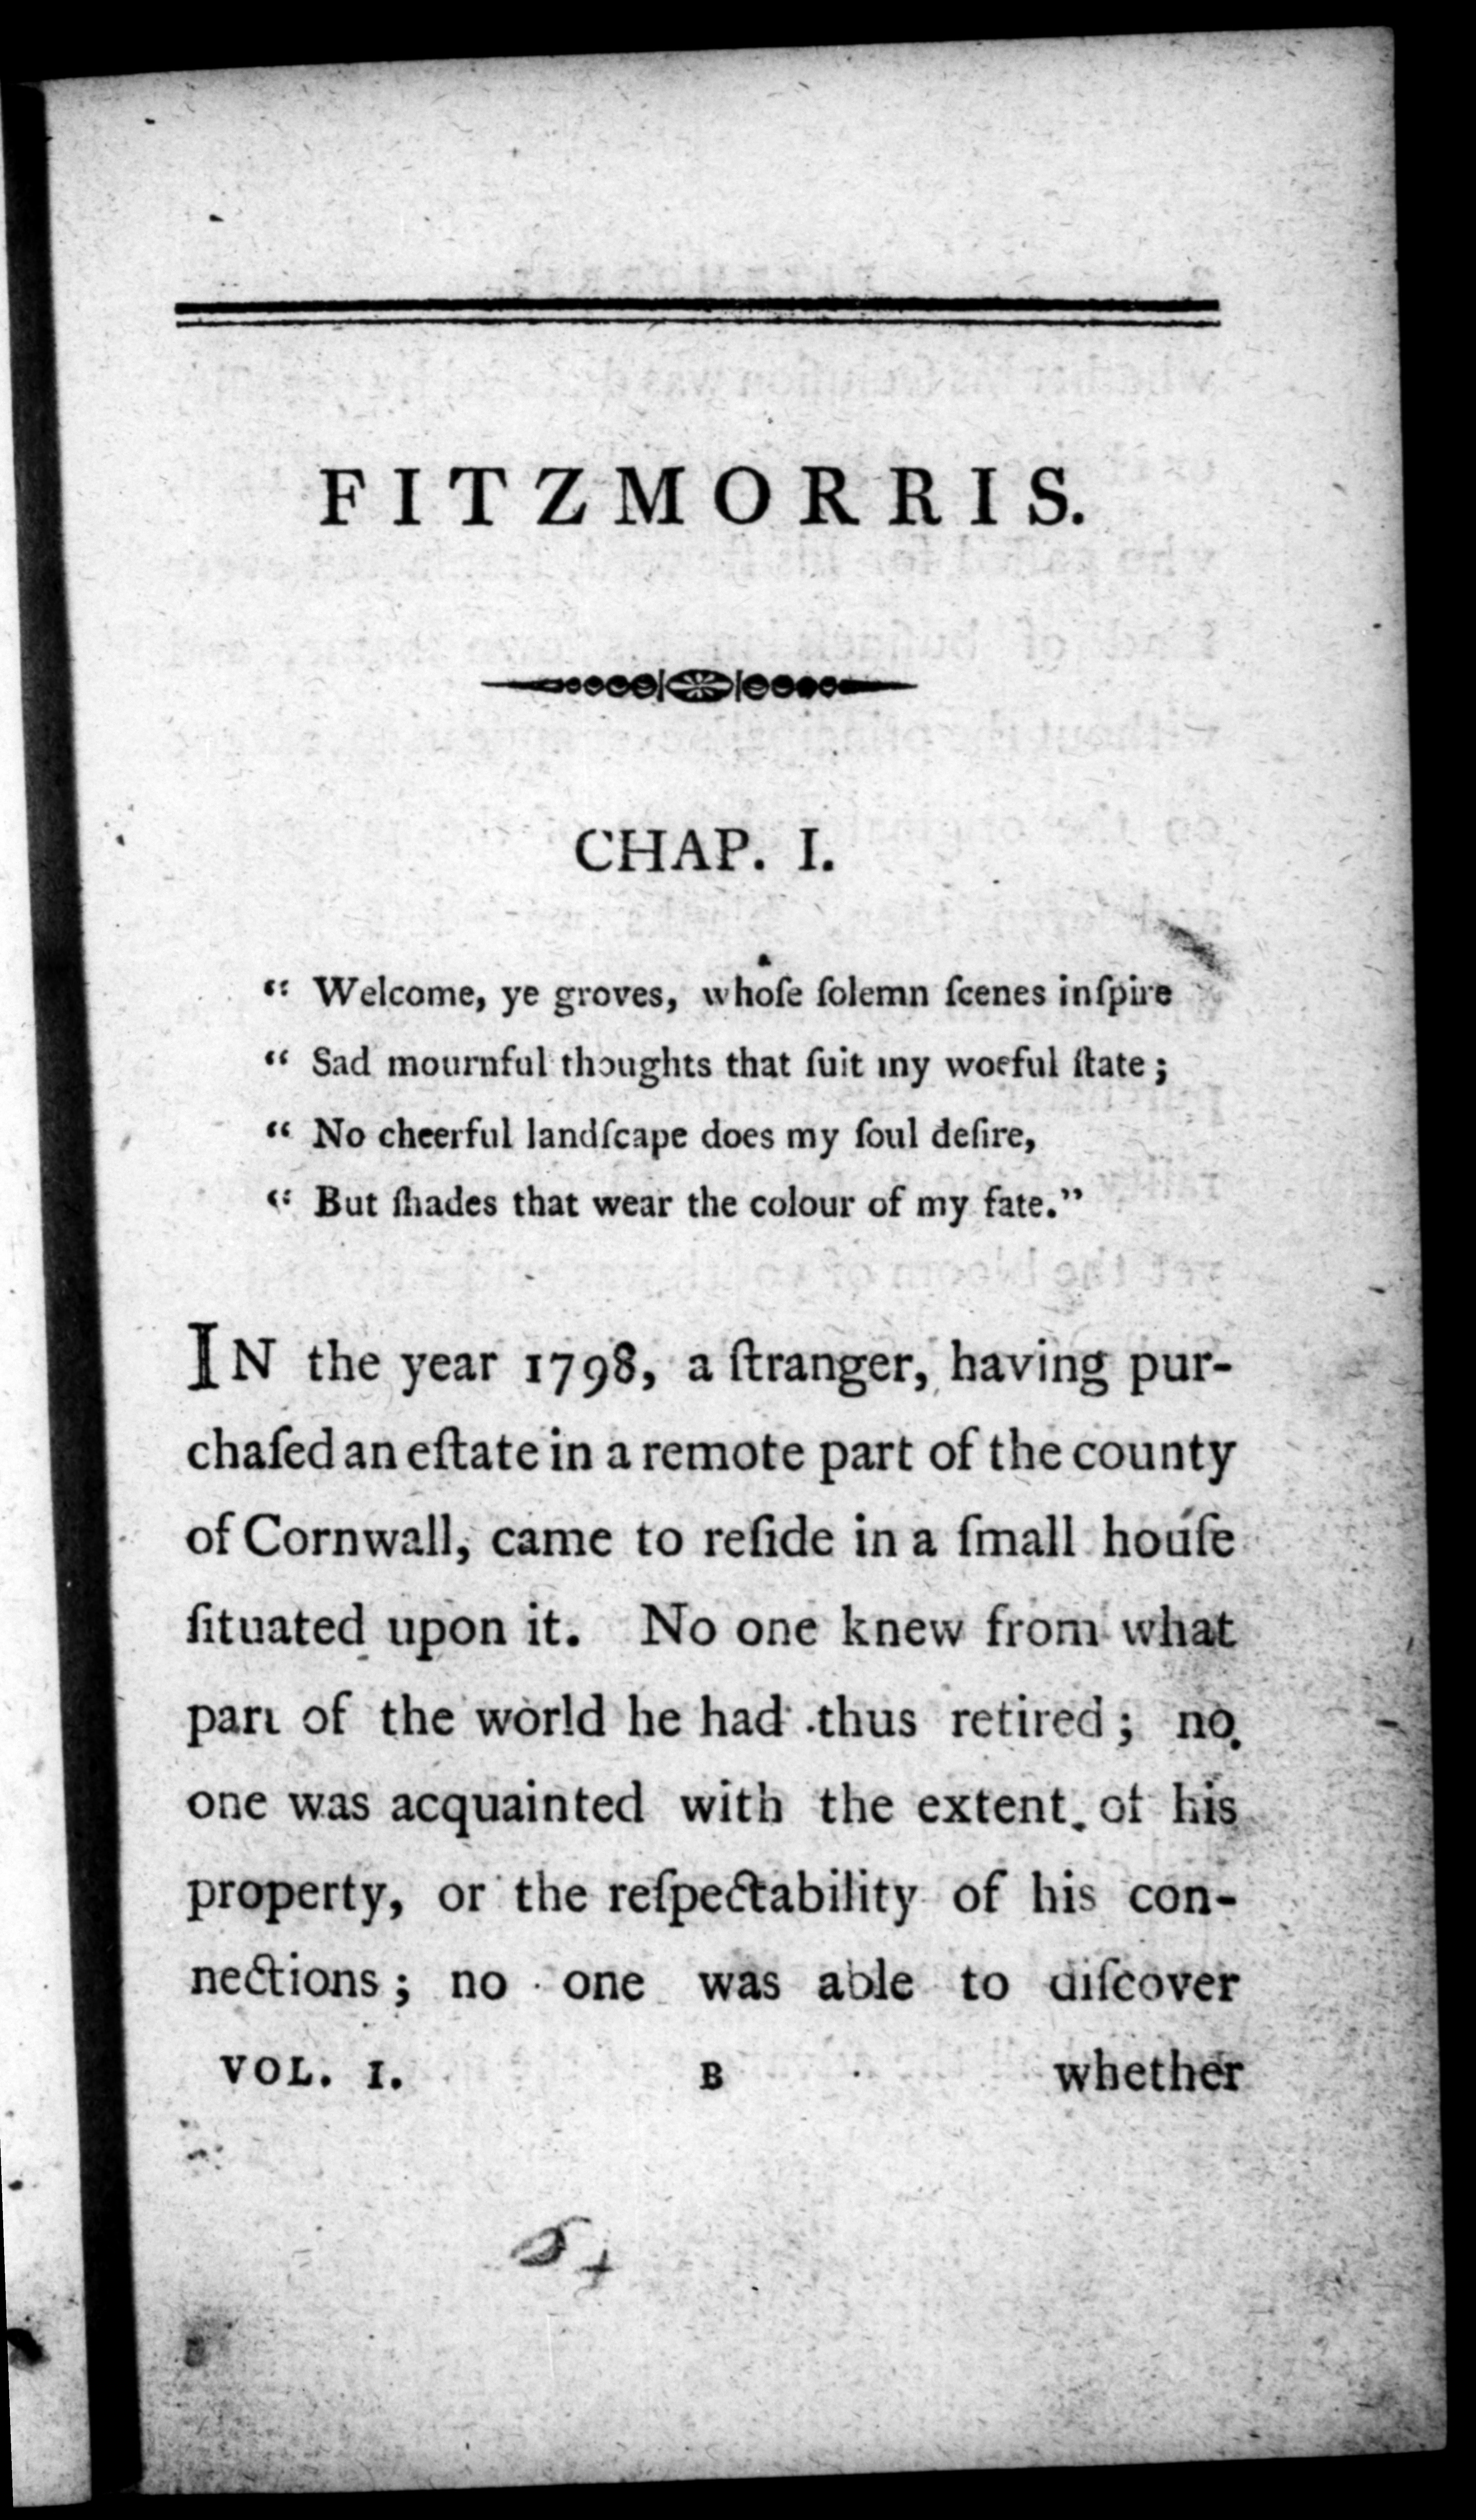 FITZMORRIS.
CHAP. I.
“ Welcome, ye groves, whoſe ſolemn ſcenes inſpire
“ Sad mournful thoughts that ſuit my woeful ſtate ;
“ No cheerful landſcape does my ſoul deſire,
“ But ſhades that wear the colour of my fate.”
IN the year 1798, a ſtranger, having pur-
chaſed an eſtate in a remote part of the county
of Cornwall, came to reſide in a ſmall houſe
ſituated upon it. No one knew from what
part of the world he had thus retired ; no
one was acquainted with the extent of his
property, or the reſpectability of his con-
nections ; no one was able to diſcover
VOL. I. B whether